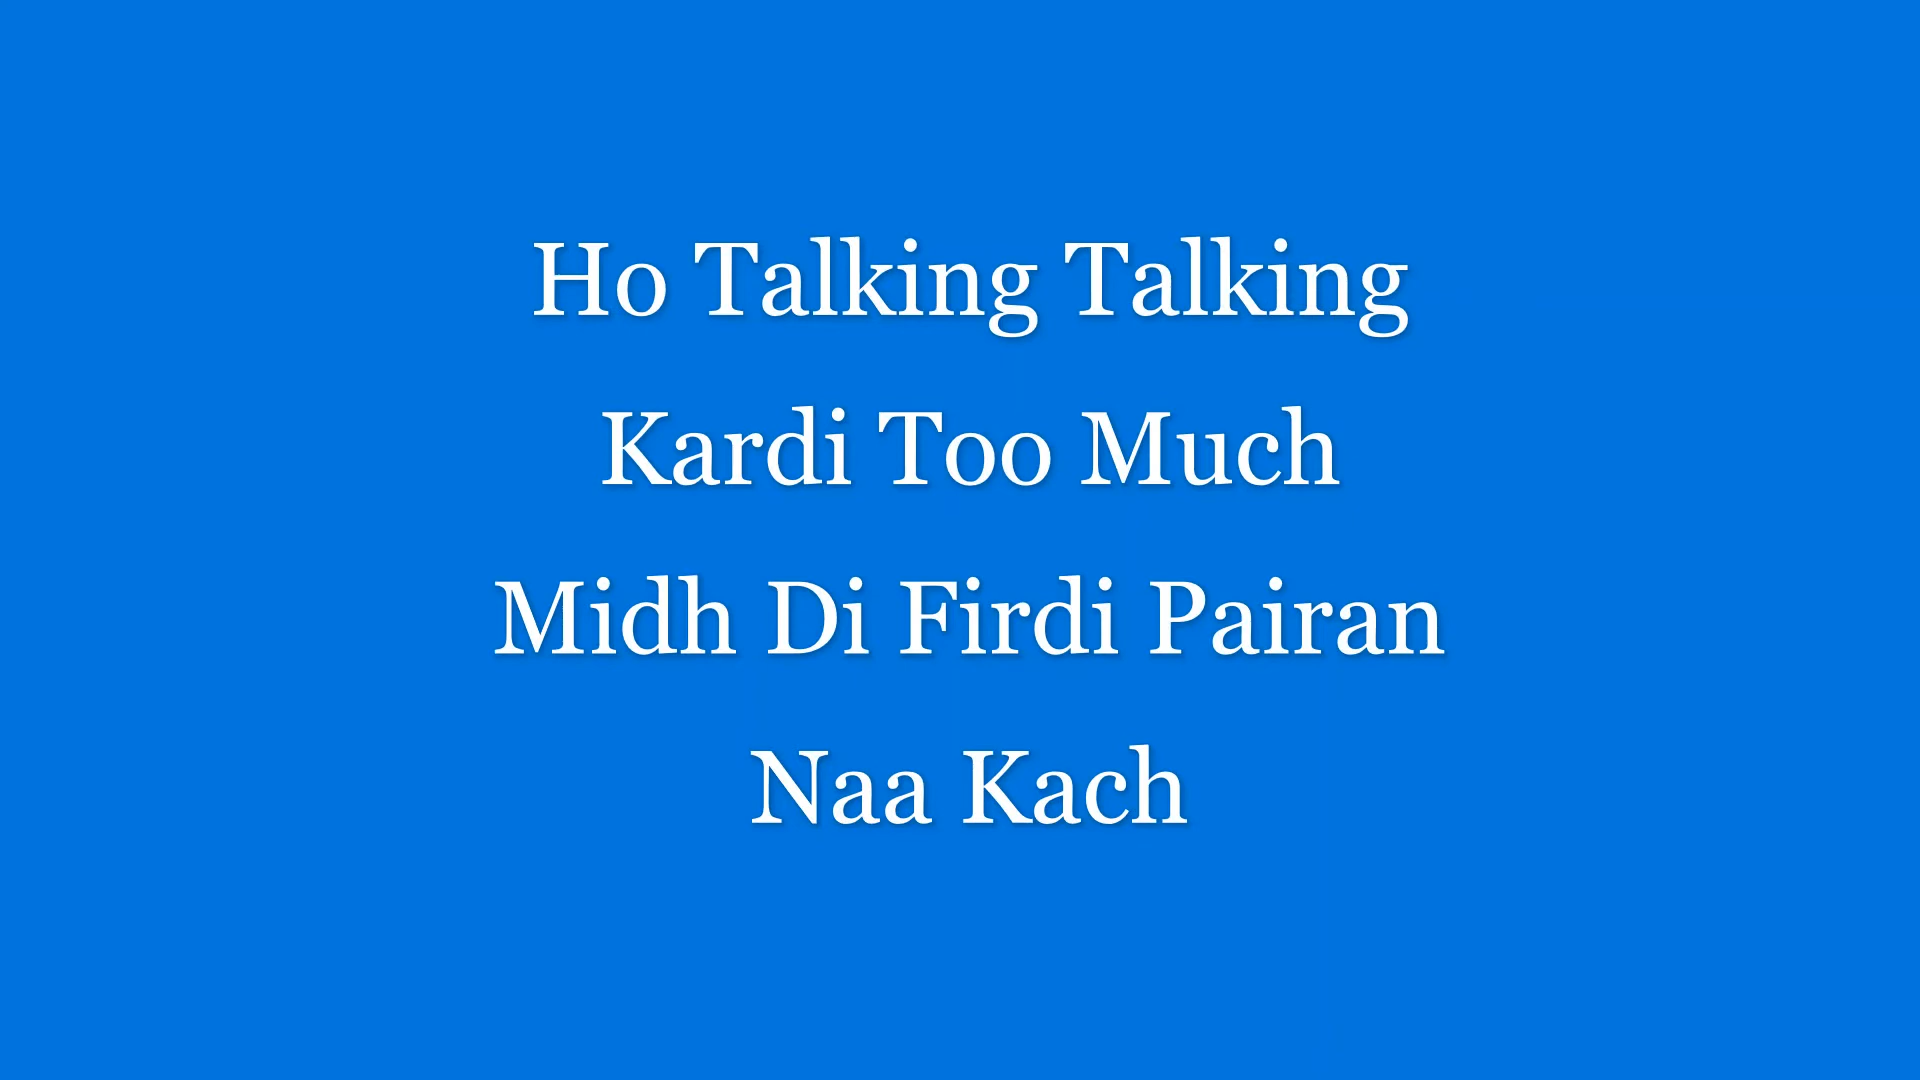 Ho Talking Talking
Kardi Too Much
Midh Di Firdi Pairan
Naa Kach